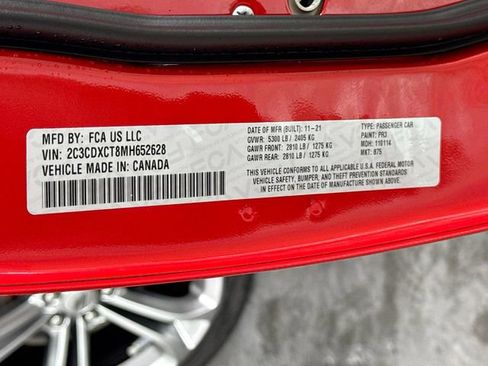 MFD BY: FCA US LLC
VIN: 2C3CDXCT8MH652628
VEHICLE MADE IN: CANADA
DATE OF MFR (BUILT): 11-21
GVWR: 5300 LB / 2405 KG
GAWR FRONT: 2810 LB / 1275 KG
GAWR REAR: 2810 LB / 1275 KG
TYPE: PASSENGER CAR
PAINT: PR3
MDH: 110114
MKT: B75
THIS VEHICLE CONFORMS TO ALL APPLICABLE U.S.A. FEDERAL MOTOR
VEHICLE SAFETY, BUMPER, AND THEFT PREVENTION STANDARDS
IN EFFECT ON THE DATE OF MANUFACTURE SHOWN ABOVE.